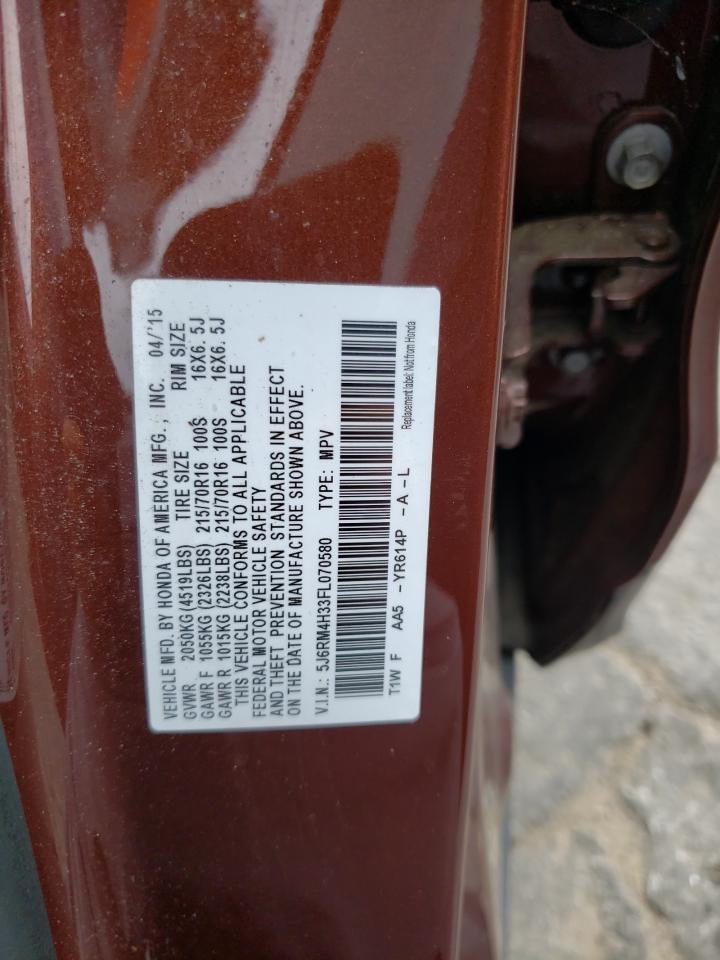 VEHICLE MFD. BY HONDA OF AMERICA MFG., INC. 04/'15
GVWR 2050KG(4519LBS) TIRE SIZE RIM SIZE
GAWR F 1055KG (2326LBS) 215/70R16 100S 16X6. 5J
GAWR R 1015KG (2238LBS) 215/70R16 100S 16X6. 5J
THIS VEHICLE CONFORMS TO ALL APPLICABLE
FEDERAL MOTOR VEHICLE SAFETY
AND THEFT PREVENTION STANDARDS IN EFFECT
ON THE DATE OF MANUFACTURE SHOWN ABOVE.
V.I.N.: 5J6RM4H33FL070580 TYPE: MPV
T1W F AA5 -YR614P -A-L
Replacement label: Not from Honda